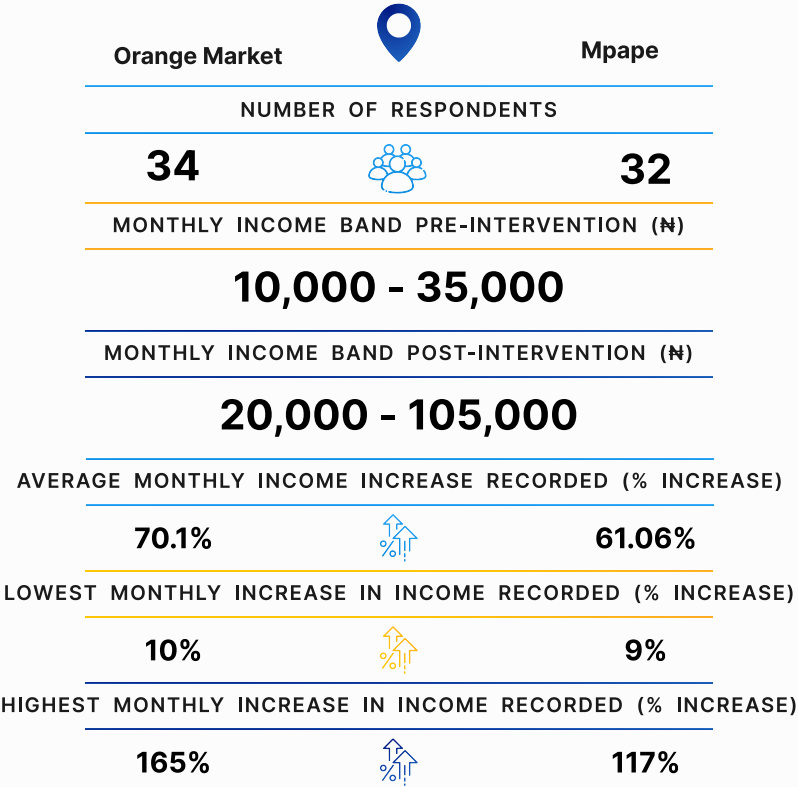 Orange Market Mpape
NUMBER OF RESPONDENTS
34 32
MONTHLY INCOME BAND PRE-INTERVENTION (₦)
10,000 - 35,000
MONTHLY INCOME BAND POST-INTERVENTION (₦)
20,000 - 105,000
AVERAGE MONTHLY INCOME INCREASE RECORDED (% INCREASE)
70.1% % 61.06%
LOWEST MONTHLY INCREASE IN INCOME RECORDED (% INCREASE)
10% % 9%
HIGHEST MONTHLY INCREASE IN INCOME RECORDED (% INCREASE)
165% % 117%